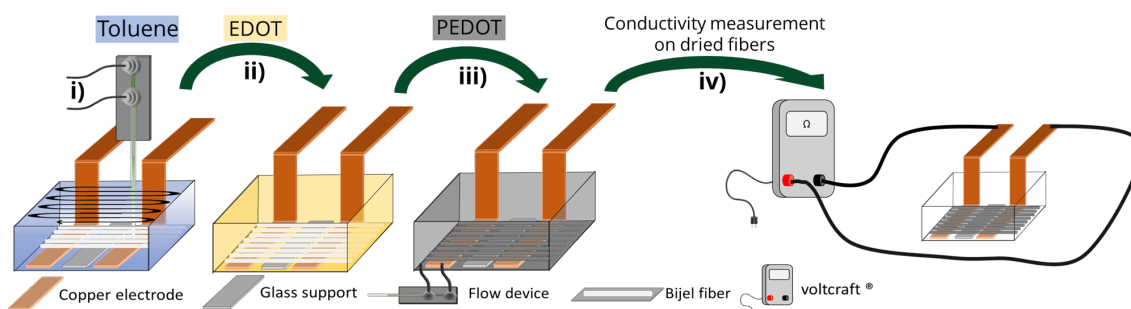 Toluene
EDOT
PEDOT
Conductivity measurement
on dried fibers
i)
ii)
iii)
iv)
Ω
Copper electrode
Glass support
Flow device
Bijel fiber
voltcraft ®